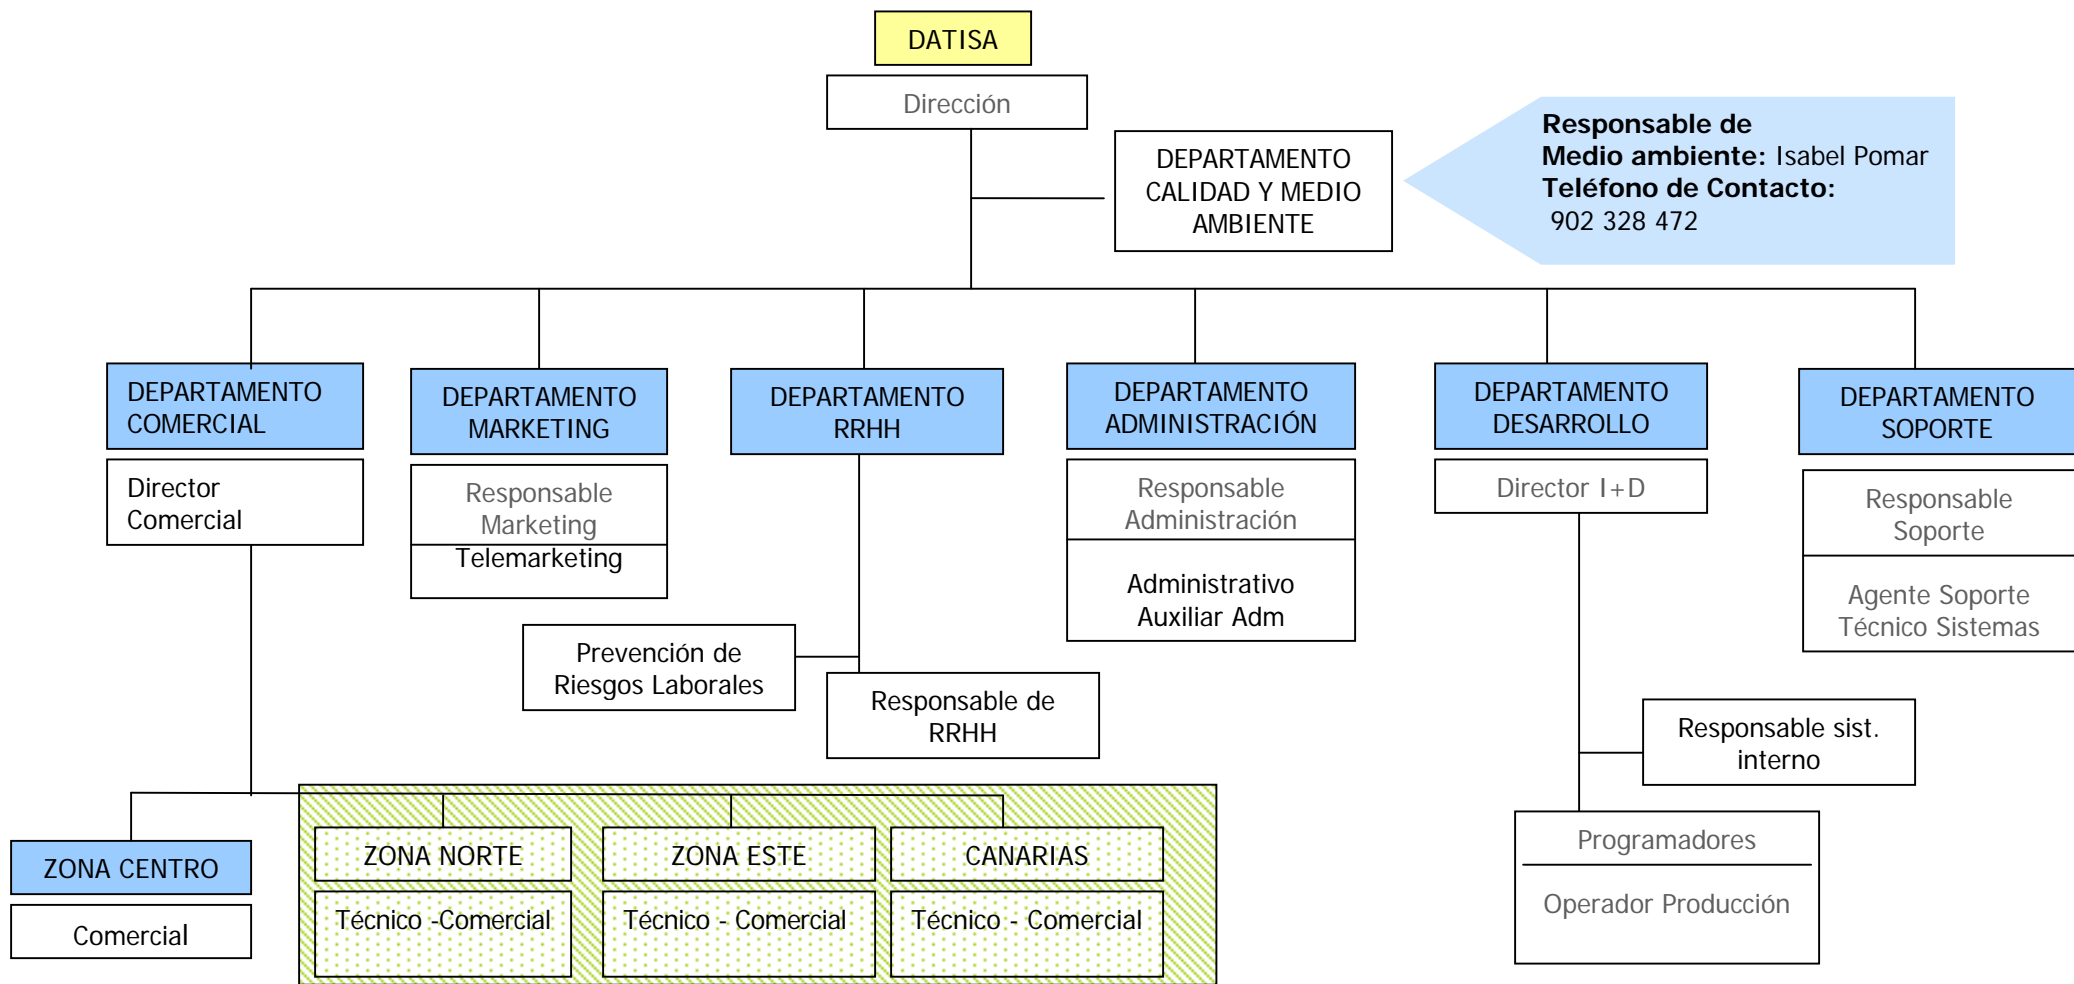 DATISA
Dirección
DEPARTAMENTO
CALIDAD Y MEDIO
AMBIENTE
Responsable de
Medio ambiente: Isabel Pomar
Teléfono de Contacto:
902 328 472
DEPARTAMENTO
COMERCIAL
Director
Comercial
DEPARTAMENTO
MARKETING
Responsable
Marketing
Telemarketing
DEPARTAMENTO
RRHH
Prevención de
Riesgos Laborales
Responsable de
RRHH
DEPARTAMENTO
ADMINISTRACIÓN
Responsable
Administración
Administrativo
Auxiliar Adm
DEPARTAMENTO
DESARROLLO
Director I+D
Responsable sist.
interno
Programadores
Operador Producción
DEPARTAMENTO
SOPORTE
Responsable
Soporte
Agente Soporte
Técnico Sistemas
ZONA CENTRO
Comercial
ZONA NORTE
Técnico -Comercial
ZONA ESTE
Técnico - Comercial
CANARIAS
Técnico - Comercial